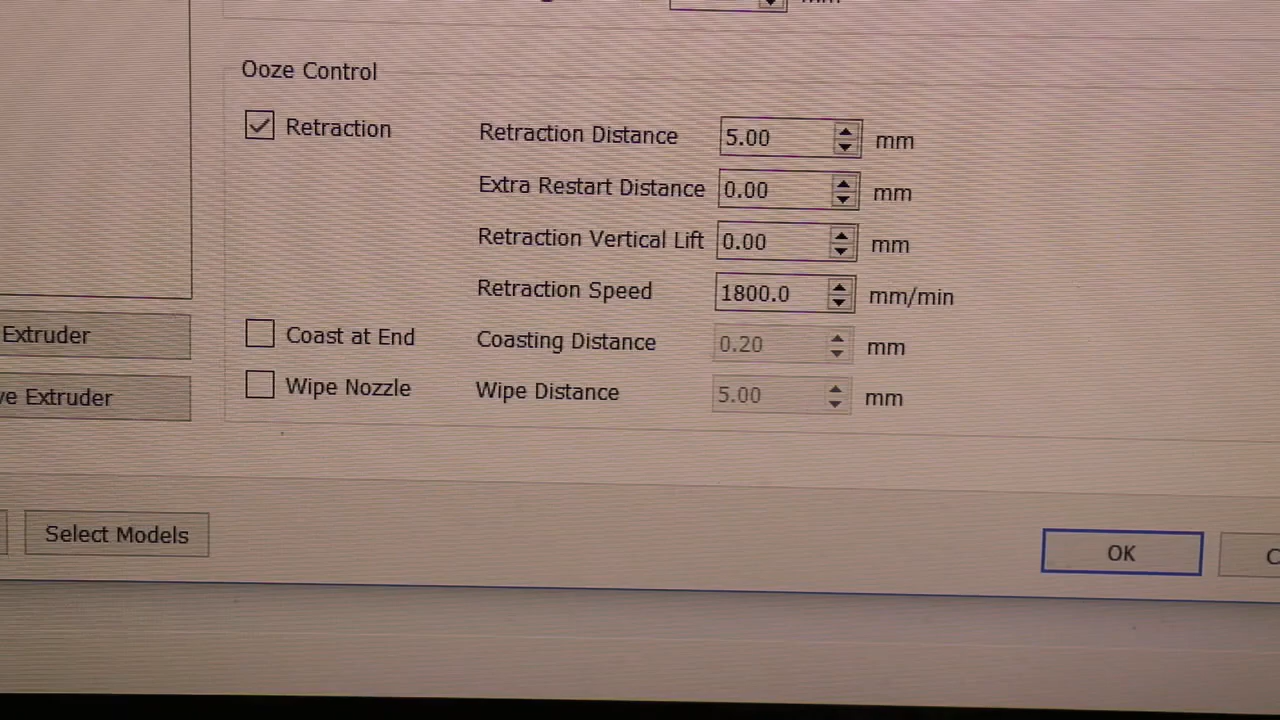 mm
Ooze Control
Retraction Retraction Distance 5.00 mm
Extra Restart Distance 0.00 mm
Retraction Vertical Lift 0.00 mm
Retraction Speed 1800.0 mm/min
Extruder Coast at End Coasting Distance 0.20 mm
Wipe Nozzle Wipe Distance 5.00 mm
Extruder
Select Models OK